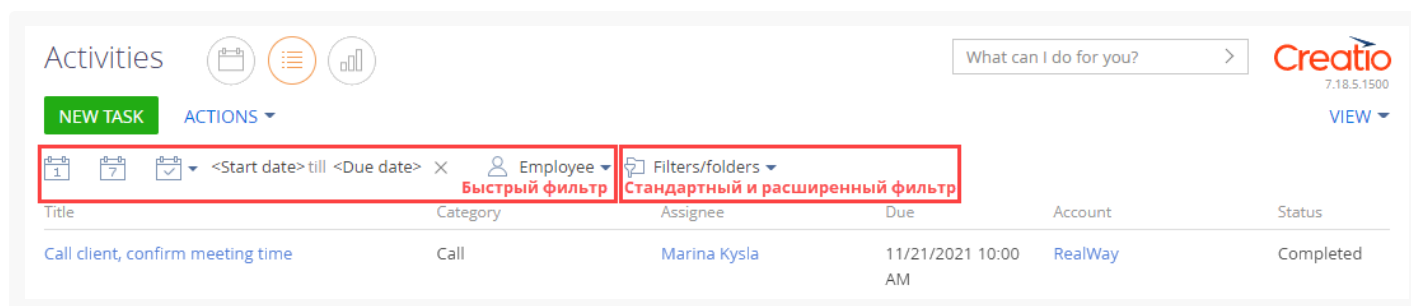 Activities
What can I do for you?
Creatio
7.18.5.1500
NEW TASK ACTIONS
VIEW
1 7 <Start date> till <Due date> Employee Filters/folders
Быстрый фильтр Стандартный и расширенный фильтр
Title Category Assignee Due Account Status
Call client, confirm meeting time Call Marina Kysla 11/21/2021 10:00 RealWay Completed
AM